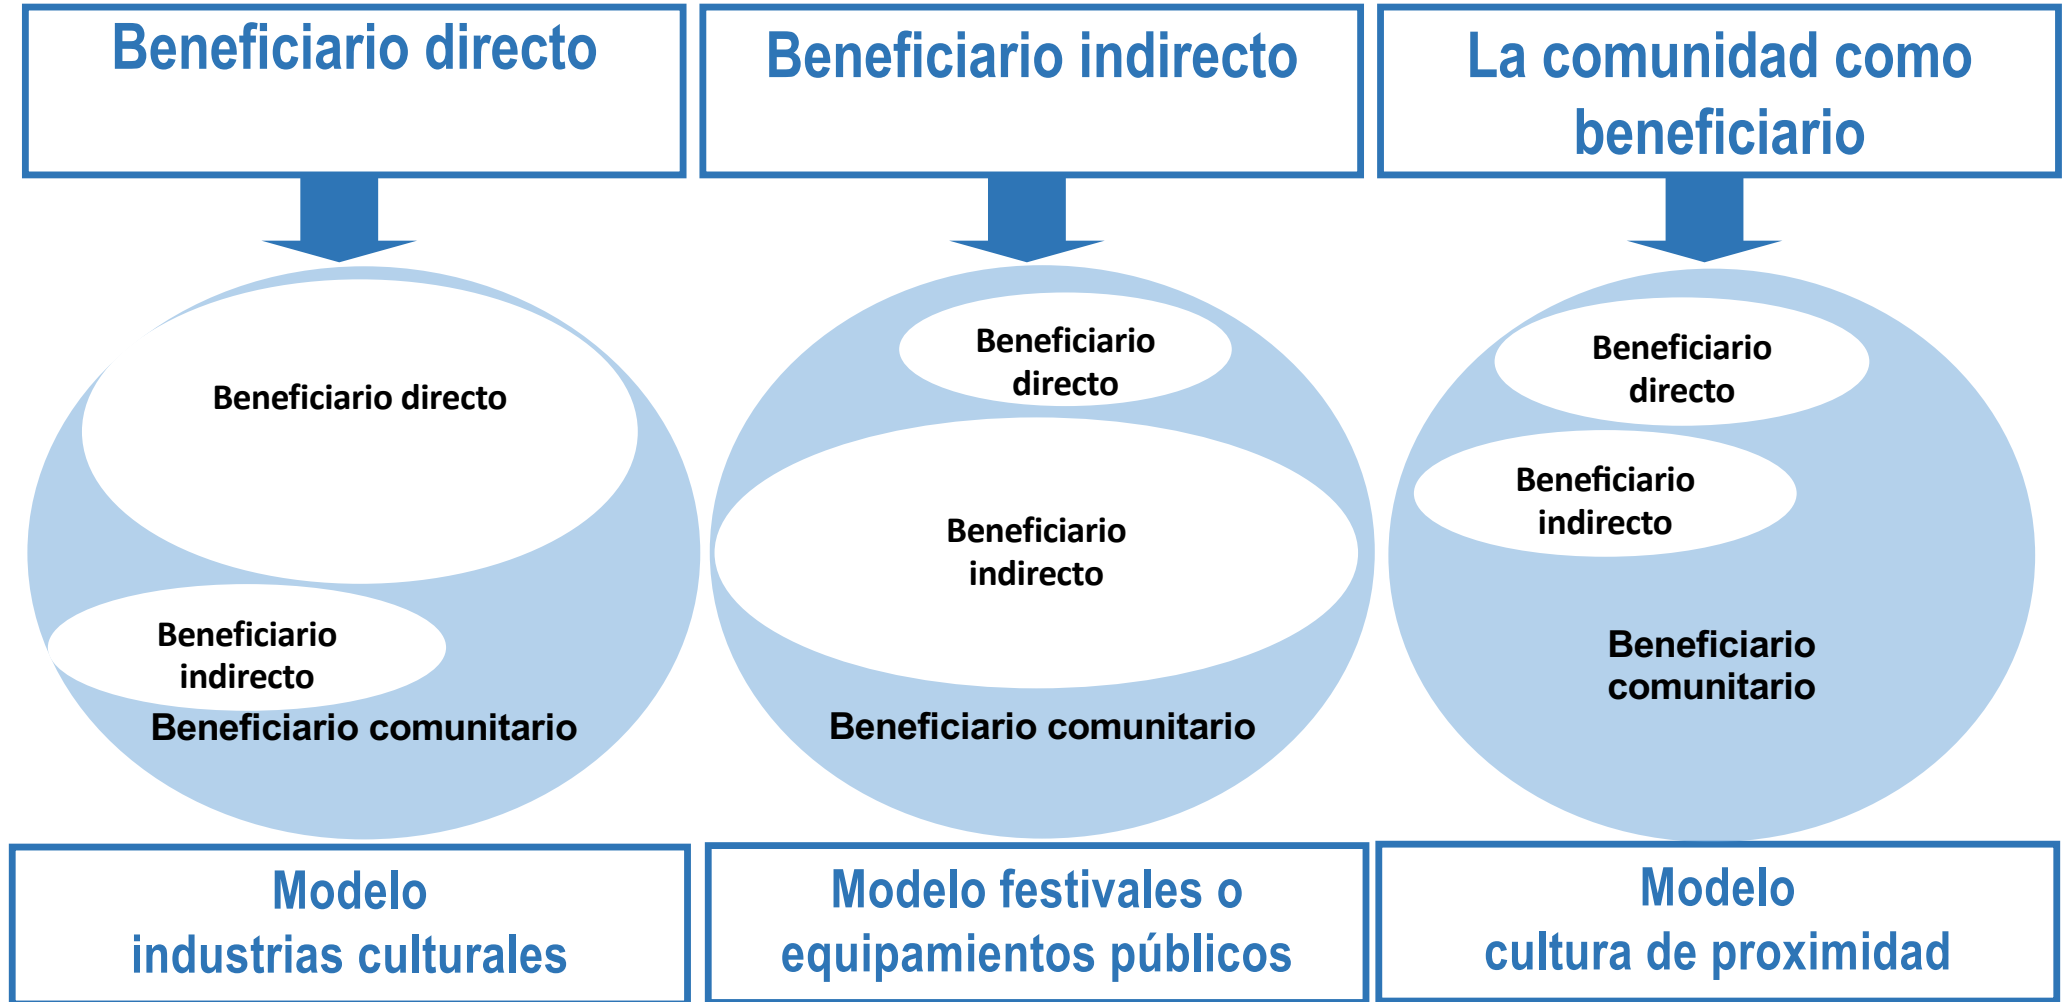 Beneficiario directo
Beneficiario indirecto
La comunidad como
beneficiario
Beneficiario directo
Beneficiario
indirecto
Beneficiario comunitario
Beneficiario
directo
Beneficiario
indirecto
Beneficiario comunitario
Beneficiario
directo
Beneficiario
indirecto
Beneficiario
comunitario
Modelo
industrias culturales
Modelo festivales o
equipamientos públicos
Modelo
cultura de proximidad